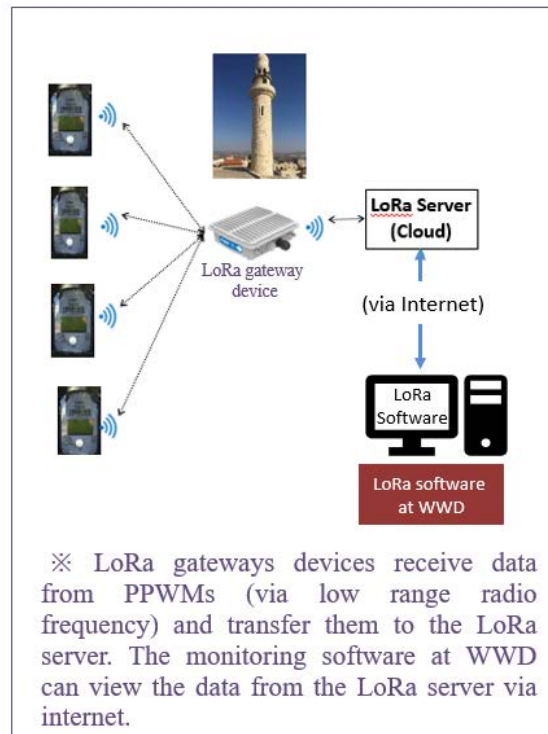 LoRa Server
(Cloud)
LoRa gateway
device
(via Internet)
LoRa
Software
LoRa software
at WWD
※ LoRa gateways devices receive data
from PPWMs (via low range radio
frequency) and transfer them to the LoRa
server. The monitoring software at WWD
can view the data from the LoRa server via
internet.